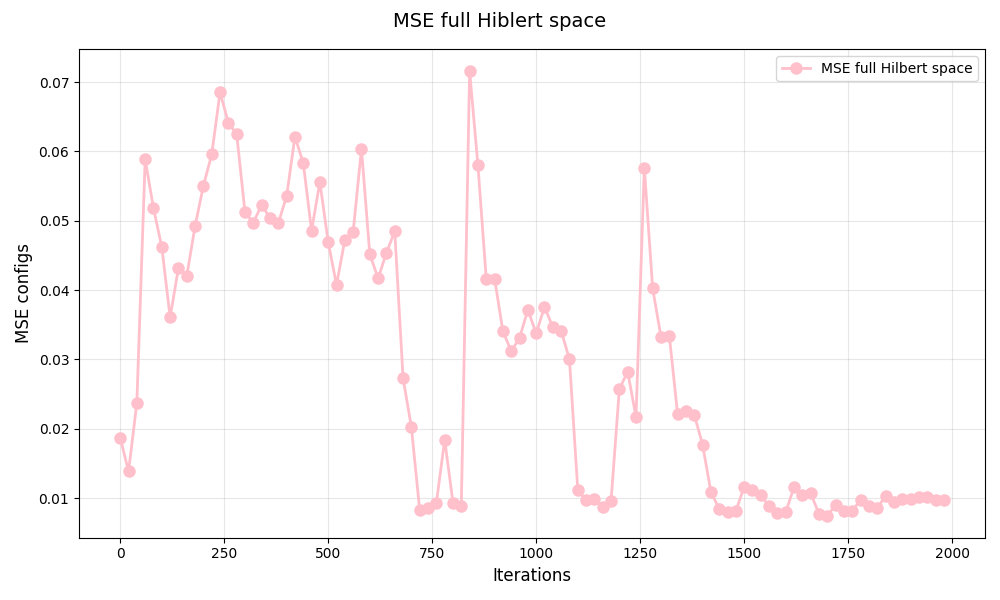 MSE full Hiblert space
MSE full Hilbert space
MSE configs
0.07
0.06
0.05
0.04
0.03
0.02
0.01
0 250 500 750 1000 1250 1500 1750 2000
Iterations